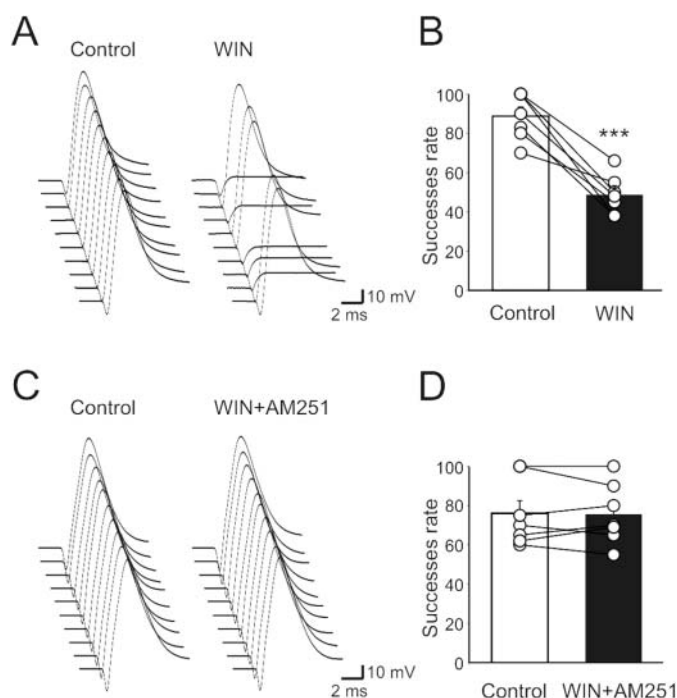 A
Control
WIN
10 mV
2 ms
B
Successes rate
100
80
60
40
20
0
***
Control
WIN
C
Control
WIN+AM251
10 mV
2 ms
D
Successes rate
100
80
60
40
20
0
Control
WIN+AM251